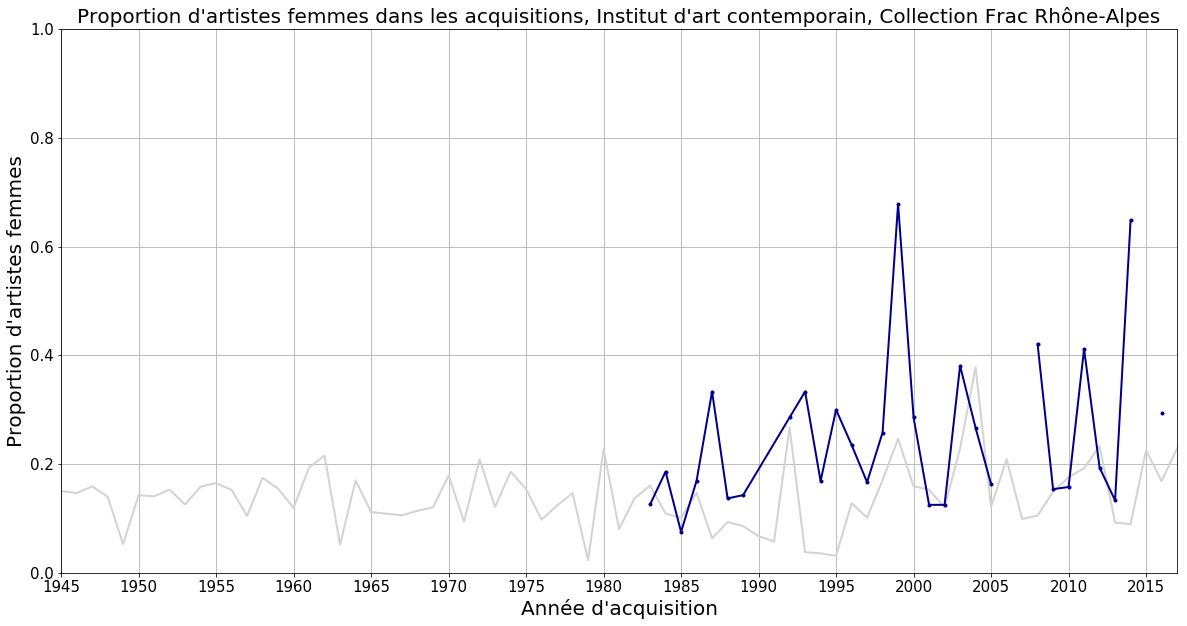 Proportion d'artistes femmes dans les acquisitions, Institut d'art contemporain, Collection Frac Rhône-Alpes
1.0
0.8
0.6
0.4
0.2
0.0
Proportion d'artistes femmes
1945 1950 1955 1960 1965 1970 1975 1980 1985 1990 1995 2000 2005 2010 2015
Année d'acquisition